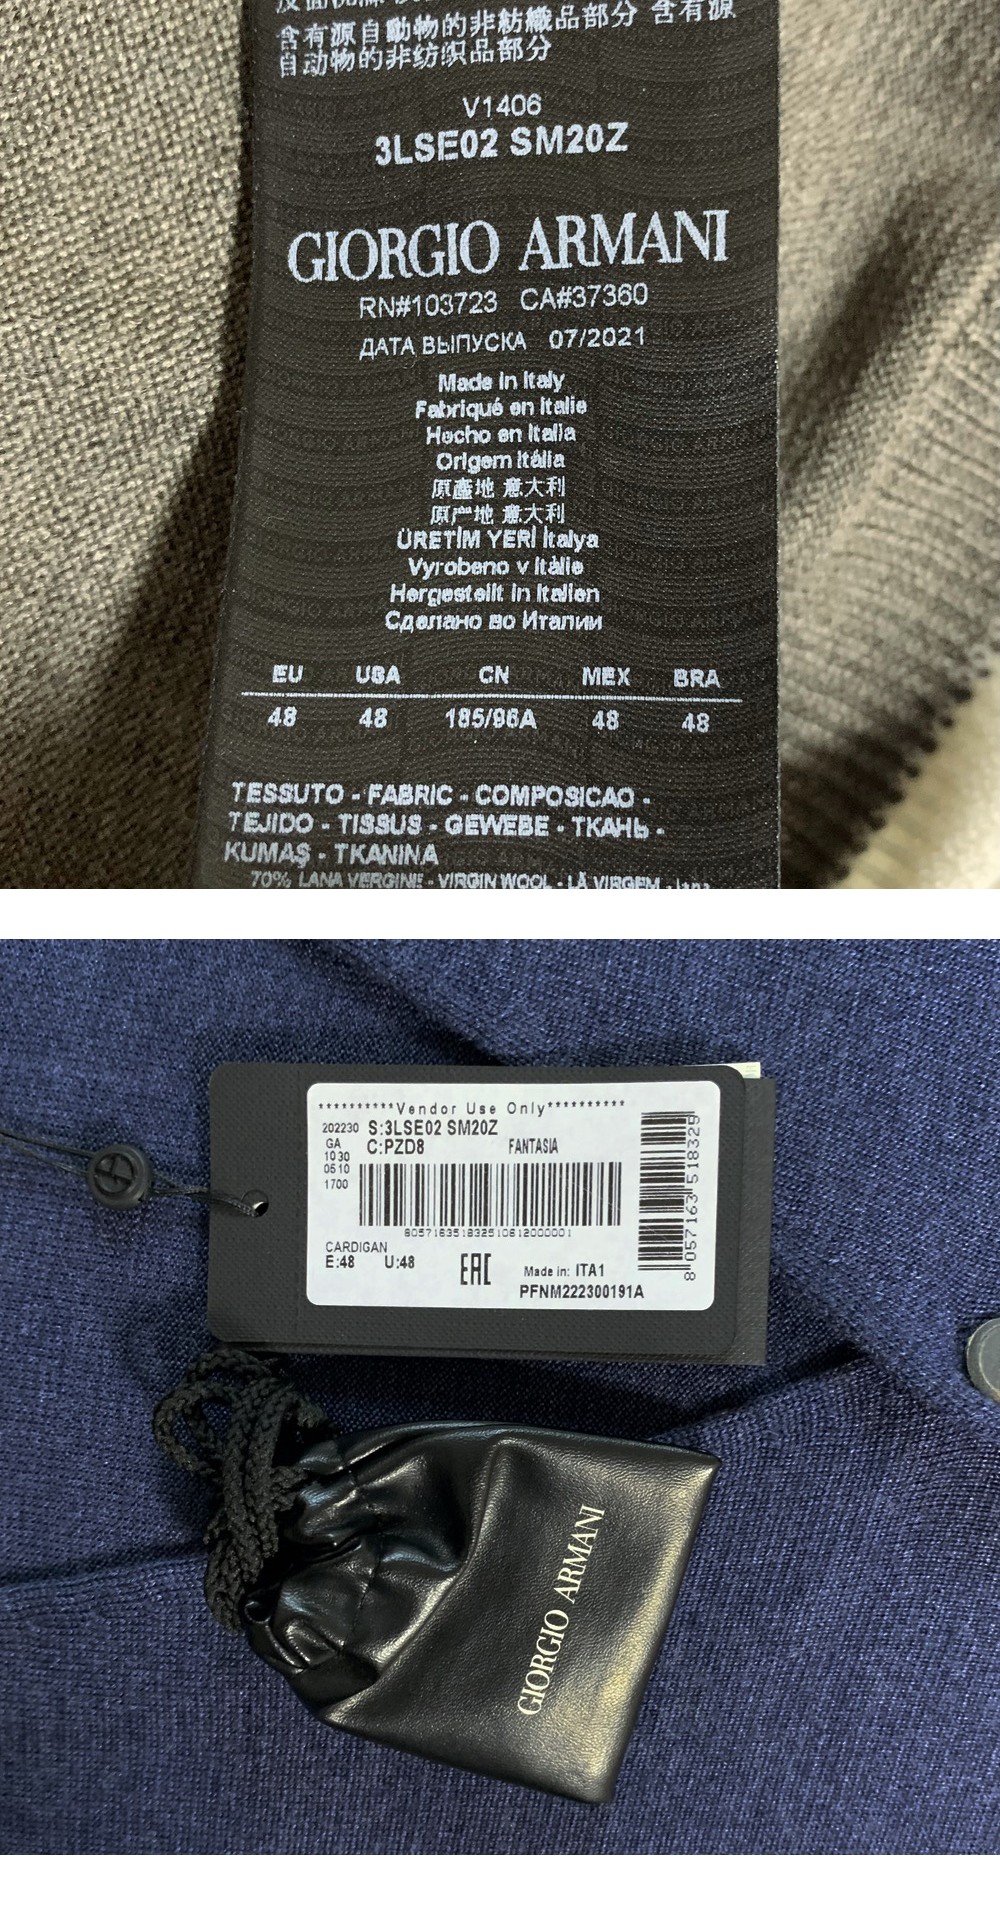 含有源自動物的非紡織品部分 含有源
自动物的非纺织品部分
V1406
3LSE02 SM20Z
GIORGIO ARMANI
RN#103723 CA#37360
ДАТА ВЫПУСКА 07/2021
Made in Italy
Fabriqué en Italie
Hecho en Italia
Origem Itália
原產地 意大利
原产地 意大利
ÜRETİM YERİ İtalya
Vyrobeno v Itálie
Hergestellt in Italien
Сделано во Италии
EU USA CN MEX BRA
48 48 185/96A 48 48
TESSUTO - FABRIC - COMPOSICAO -
TEJIDO - TISSUS - GEWEBE - ТКАНЬ -
KUMAŞ - TKANINA
70% LANA VERGINE - VIRGIN WOOL - LÃ VIRGEM -
**********Vendor Use Only**********
202230 S:3LSE02 SM20Z
GA C:PZD8 FANTASIA
1030
0510
1700
805716351832510612000001
CARDIGAN
E:48 U:48
EAC
Made in: ITA1
PFNM222300191A
8 057163 518329
GIORGIO ARMANI